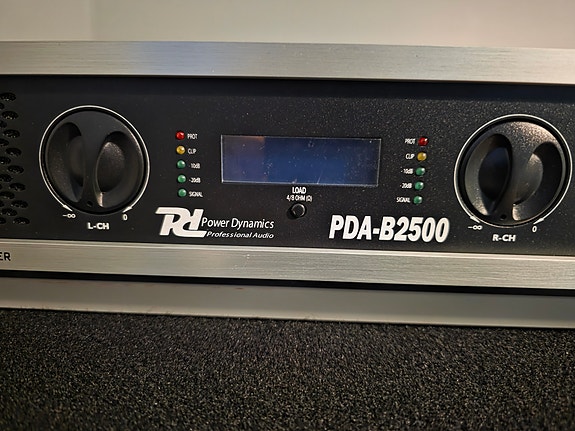 PROT
CLIP
-10dB
-20dB
SIGNAL
-∞ 0
L-CH
LOAD
4/8 OHM (Ω)
PD Power Dynamics
Professional Audio
PDA-B2500
PROT
CLIP
-10dB
-20dB
SIGNAL
-∞ 0
R-CH
ER